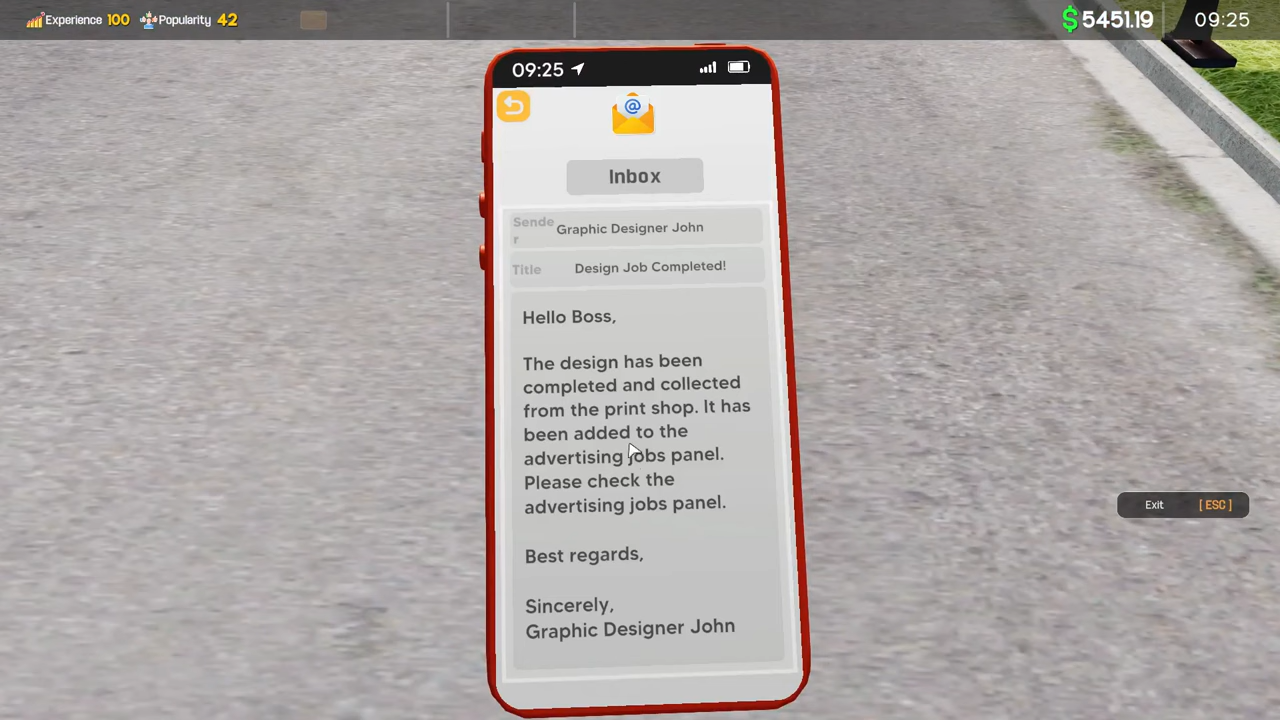 Experience 100 Popularity 42
$5451.19 09:25
09:25
@
Inbox
Sende
r
Graphic Designer John
Title Design Job Completed!
Hello Boss,
The design has been
completed and collected
from the print shop. It has
been added to the
advertising jobs panel.
Please check the
advertising jobs panel.
Best regards,
Sincerely,
Graphic Designer John
Exit [ESC]